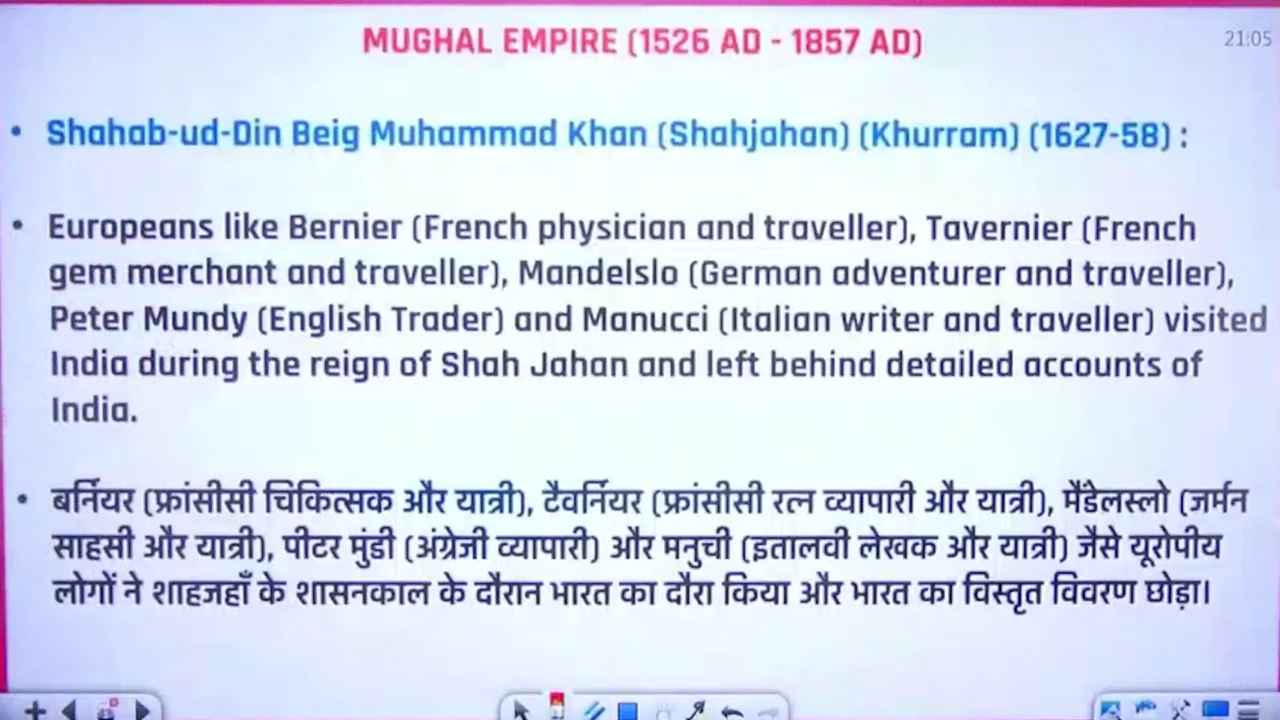 MUGHAL EMPIRE (1526 AD - 1857 AD)
21:05
• Shahab-ud-Din Beig Muhammad Khan (Shahjahan) (Khurram) (1627-58) :
• Europeans like Bernier (French physician and traveller), Tavernier (French
gem merchant and traveller), Mandelslo (German adventurer and traveller),
Peter Mundy (English Trader) and Manucci (Italian writer and traveller) visited
India during the reign of Shah Jahan and left behind detailed accounts of
India.
• बर्नियर (फ्रांसीसी चिकित्सक और यात्री), टैवर्नियर (फ्रांसीसी रत्न व्यापारी और यात्री), मैंडेलस्लो (जर्मन
साहसी और यात्री), पीटर मुंडी (अंग्रेजी व्यापारी) और मनुची (इतालवी लेखक और यात्री) जैसे यूरोपीय
लोगों ने शाहजहाँ के शासनकाल के दौरान भारत का दौरा किया और भारत का विस्तृत विवरण छोड़ा।